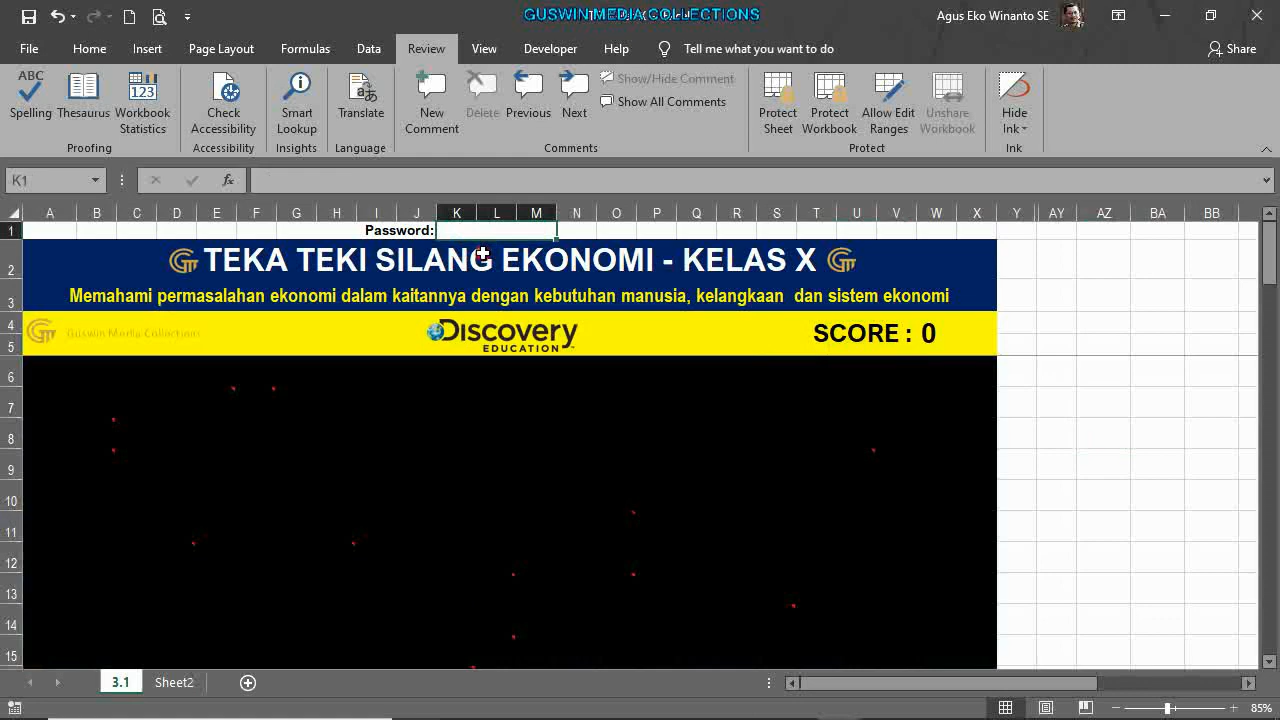 GUSWIN MEDIA COLLECTIONS
Agus Eko Winanto SE
File Home Insert Page Layout Formulas Data Review View Developer Help Tell me what you want to do Share
Spelling Thesaurus Workbook Statistics Check Accessibility Smart Lookup Translate New Comment Delete Previous Next Show/Hide Comment Show All Comments Protect Sheet Protect Workbook Allow Edit Ranges Unshare Workbook Hide Ink
Proofing Accessibility Insights Language Comments Protect Ink
K1 fx
A B C D E F G H I J K L M N O P Q R S T U V W X Y AY AZ BA BB
1 Password:
2 TEKA TEKI SILANG EKONOMI - KELAS X
3 Memahami permasalahan ekonomi dalam kaitannya dengan kebutuhan manusia, kelangkaan dan sistem ekonomi
4 Guswin Media Collections Discovery SCORE : 0
5 EDUCATION
6
7
8
9
10
11
12
13
14
15
3.1 Sheet2
85%